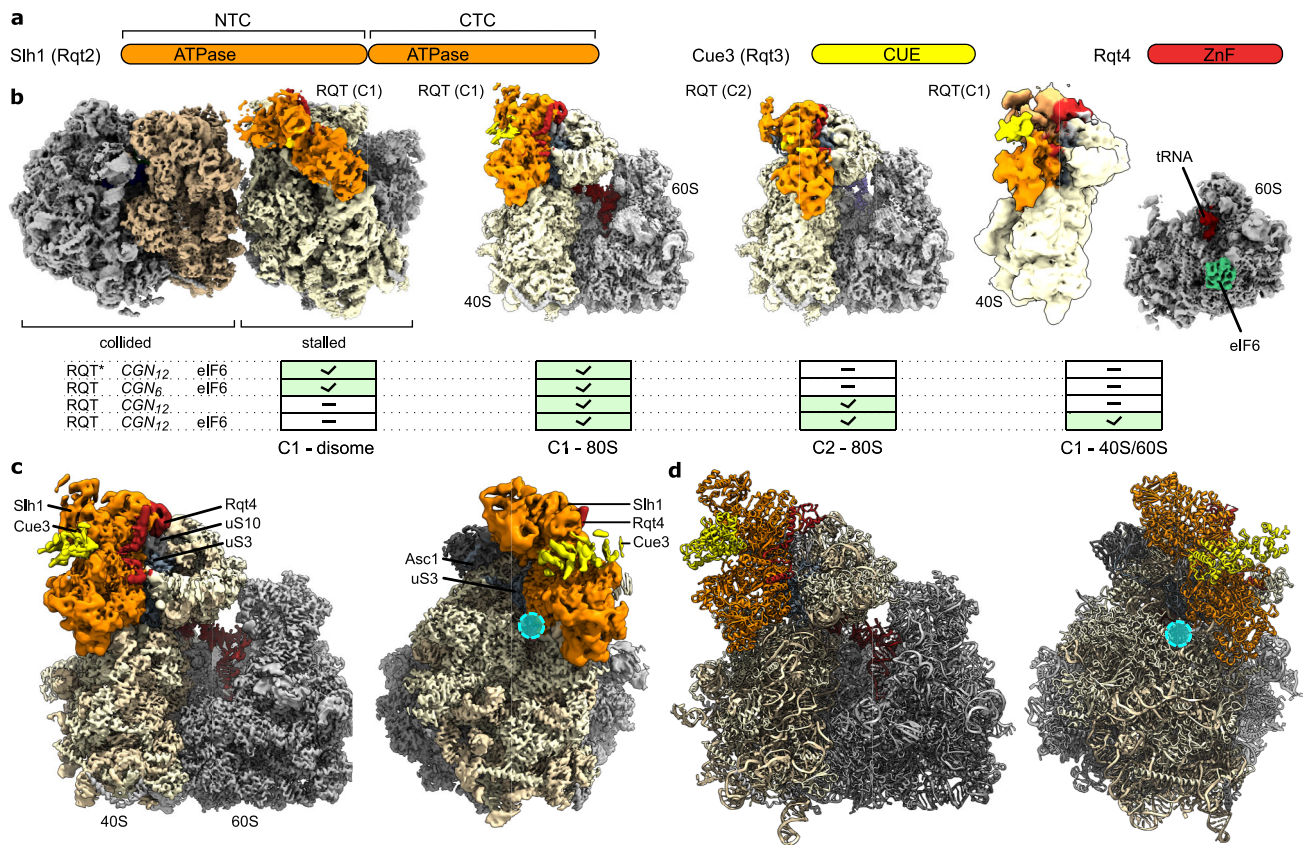 a
NTC CTC
Slh1 (Rqt2) ATPase ATPase Cue3 (Rqt3) CUE Rqt4 ZnF
b
RQT (C1) RQT (C1) RQT (C2) RQT(C1)
tRNA
60S 60S
40S 40S
eIF6
collided stalled
RQT* CGN12 eIF6 ✓ ✓ – –
RQT CGN6 eIF6 ✓ ✓ – –
RQT CGN12 – ✓ ✓ –
RQT CGN12 eIF6 – ✓ – ✓
C1 - disome C1 - 80S C2 - 80S C1 - 40S/60S
c d
Slh1 Rqt4 Slh1
Cue3 uS10 Rqt4
uS3 Cue3
Asc1
uS3
40S 60S